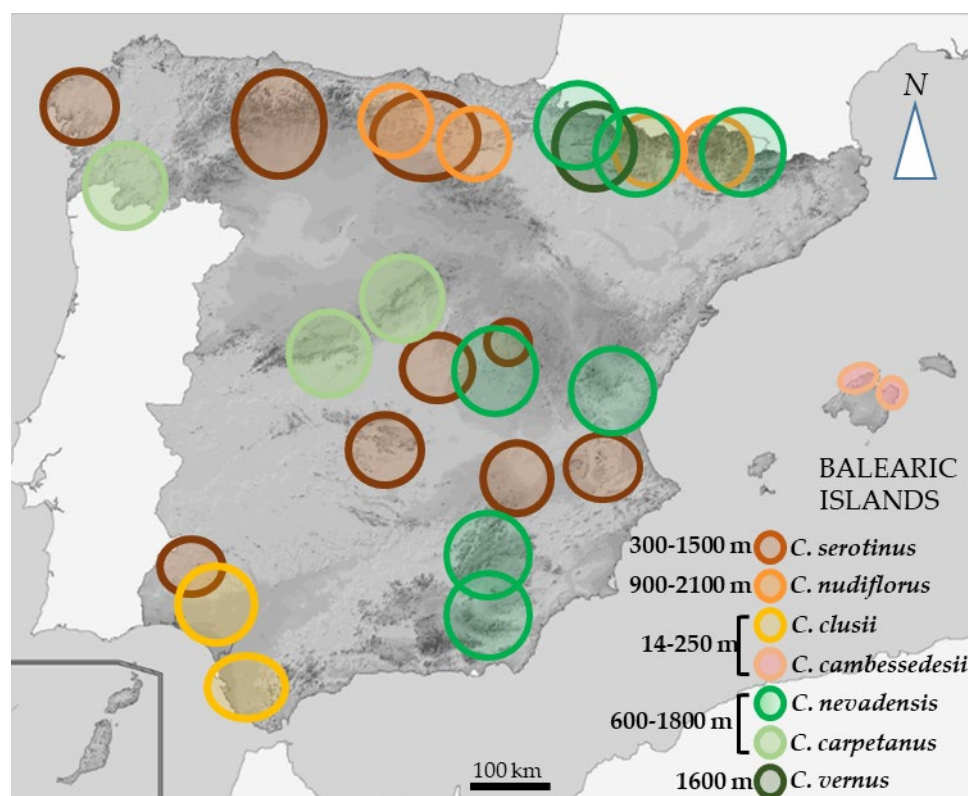 N
BALEARIC
ISLANDS
300-1500 m C. serotinus
900-2100 m C. nudiflorus
C. clusii
14-250 m
C. cambessedesii
C. nevadensis
600-1800 m
C. carpetanus
1600 m C. vernus
100 km